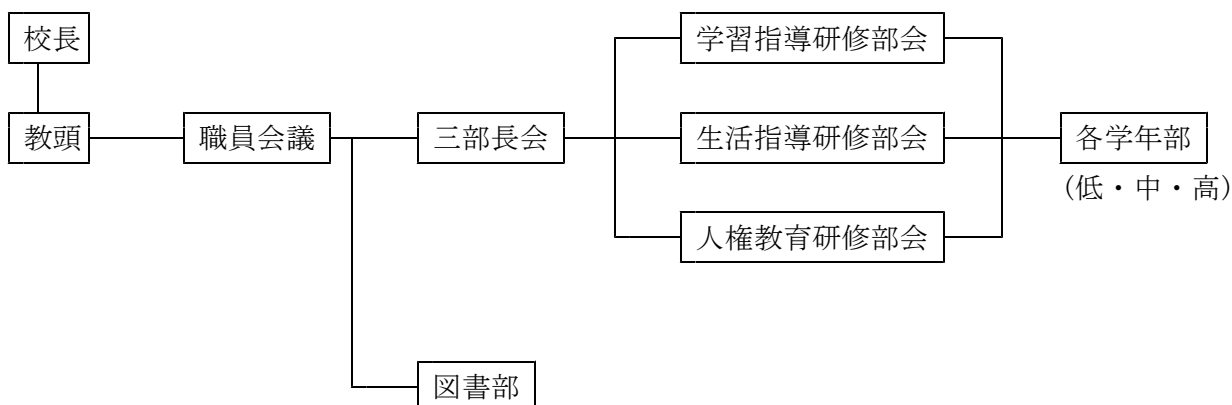 校長
教頭
職員会議
三部長会
学習指導研修部会
生活指導研修部会
人権教育研修部会
各学年部
(低・中・高)
図書部